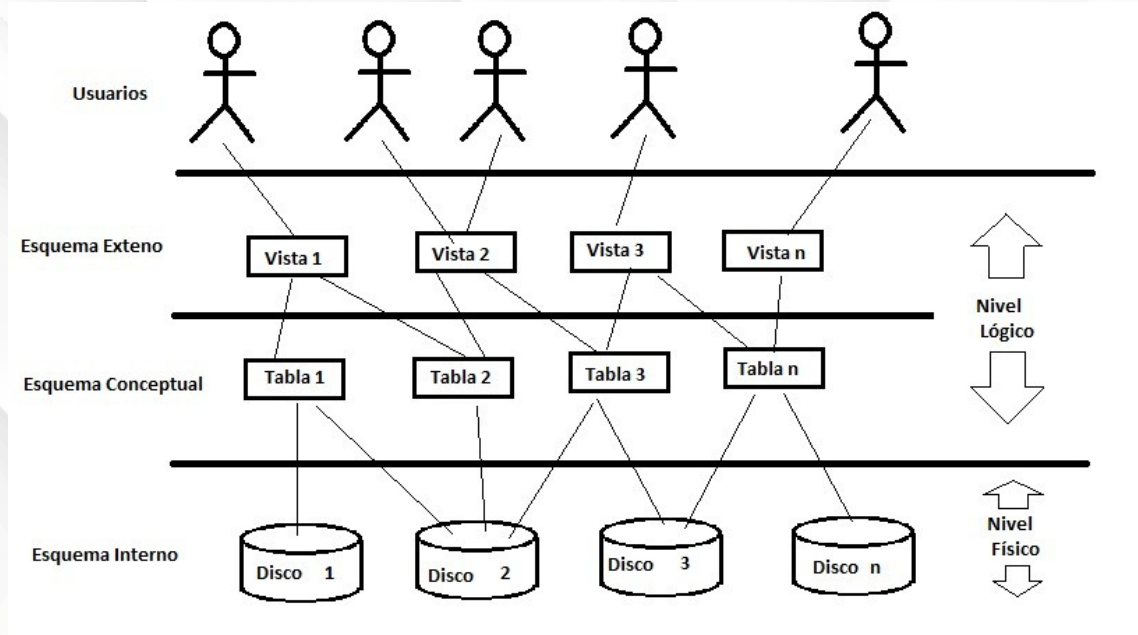 Usuarios
Esquema Exteno
Vista 1
Vista 2
Vista 3
Vista n
Nivel
Lógico
Esquema Conceptual
Tabla 1
Tabla 2
Tabla 3
Tabla n
Esquema Interno
Disco 1
Disco 2
Disco 3
Disco n
Nivel
Físico